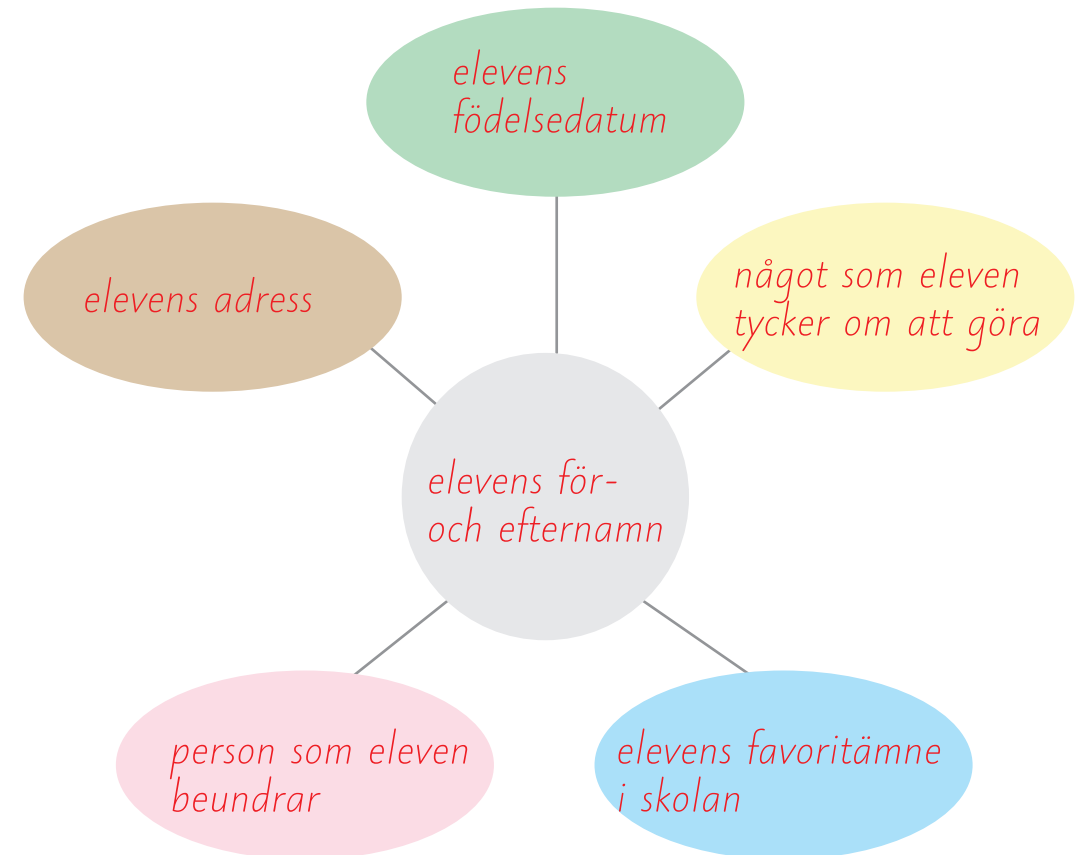 elevens
födelsedatum
elevens adress
något som eleven
tycker om att göra
elevens för-
och efternamn
person som eleven
beundrar
elevens favoritämne
i skolan